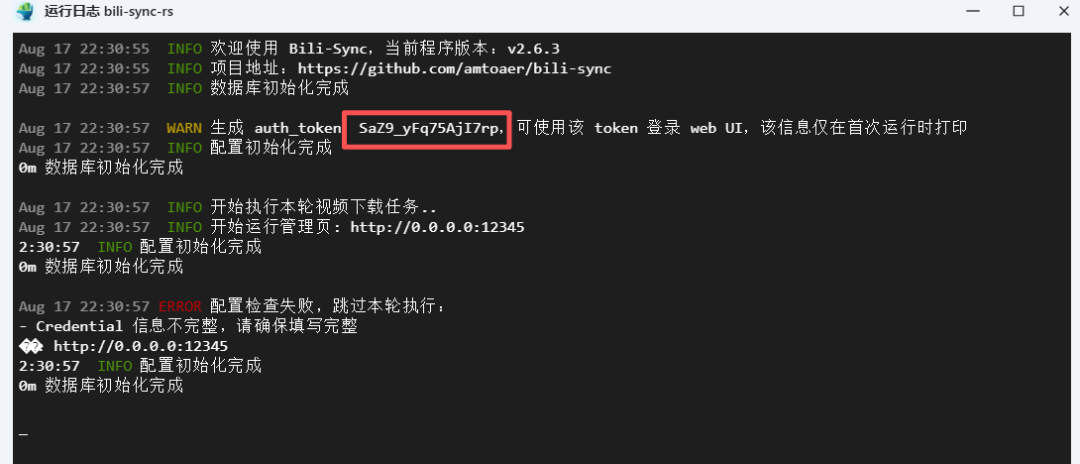 运行日志 bili-sync-rs
Aug 17 22:30:55 INFO 欢迎使用 Bili-Sync，当前程序版本：v2.6.3
Aug 17 22:30:55 INFO 项目地址：https://github.com/amtoaer/bili-sync
Aug 17 22:30:57 INFO 数据库初始化完成
Aug 17 22:30:57 WARN 生成 auth_token SaZ9_yFq75AjI7rp，可使用该 token 登录 web UI，该信息仅在首次运行时打印
Aug 17 22:30:57 INFO 配置初始化完成
0m 数据库初始化完成
Aug 17 22:30:57 INFO 开始执行本轮视频下载任务..
Aug 17 22:30:57 INFO 开始运行管理页：http://0.0.0.0:12345
2:30:57 INFO 配置初始化完成
0m 数据库初始化完成
Aug 17 22:30:57 ERROR 配置检查失败，跳过本轮执行：
- Credential 信息不完整，请确保填写完整
�� http://0.0.0.0:12345
2:30:57 INFO 配置初始化完成
0m 数据库初始化完成